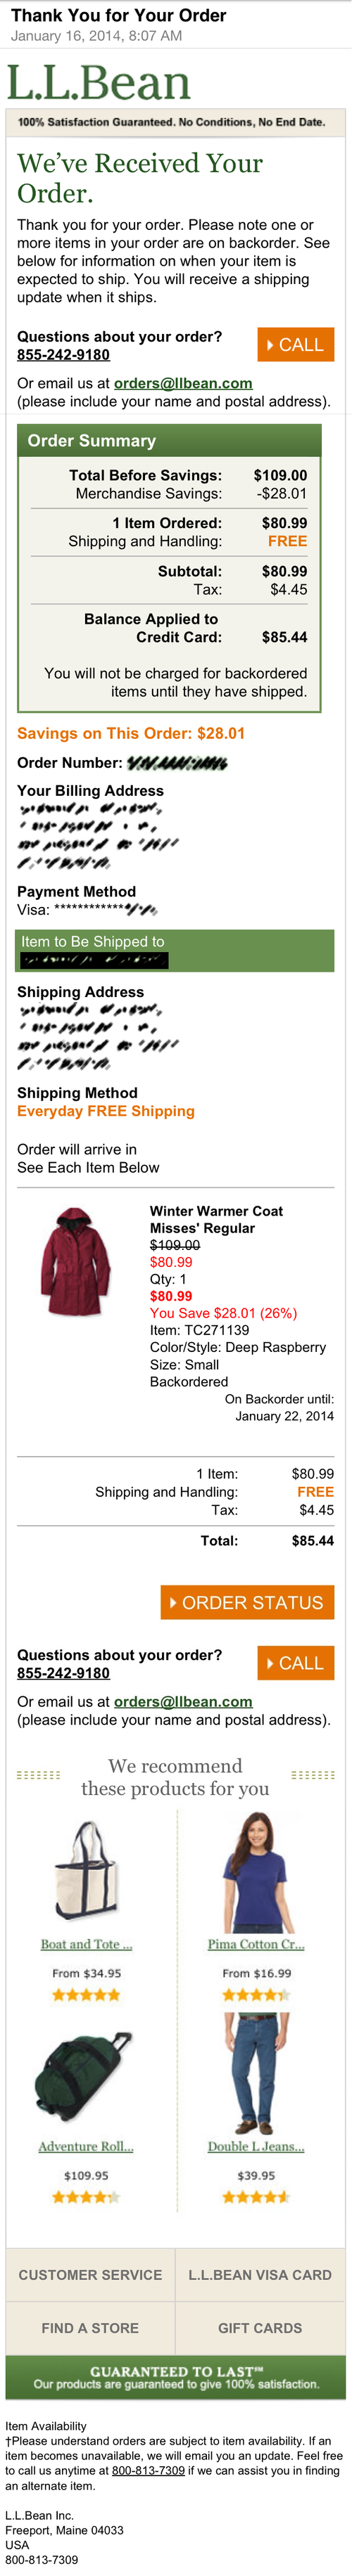 Thank You for Your Order
January 16, 2014, 8:07 AM
L.L.Bean
100% Satisfaction Guaranteed. No Conditions, No End Date.
We've Received Your
Order.
Thank you for your order. Please note one or
more items in your order are on backorder. See
below for information on when your item is
expected to ship. You will receive a shipping
update when it ships.
Questions about your order?
855-242-9180
CALL
Or email us at orders@llbean.com
(please include your name and postal address).
Order Summary
Total Before Savings: $109.00
Merchandise Savings: -$28.01
1 Item Ordered: $80.99
Shipping and Handling: FREE
Subtotal: $80.99
Tax: $4.45
Balance Applied to
Credit Card: $85.44
You will not be charged for backordered
items until they have shipped.
Savings on This Order: $28.01
Order Number:
Your Billing Address
Payment Method
Visa: ************
Item to Be Shipped to
Shipping Address
Shipping Method
Everyday FREE Shipping
Order will arrive in
See Each Item Below
Winter Warmer Coat
Misses' Regular
$109.00
$80.99
Qty: 1
$80.99
You Save $28.01 (26%)
Item: TC271139
Color/Style: Deep Raspberry
Size: Small
Backordered
On Backorder until:
January 22, 2014
1 Item: $80.99
Shipping and Handling: FREE
Tax: $4.45
Total: $85.44
ORDER STATUS
Questions about your order?
855-242-9180
CALL
Or email us at orders@llbean.com
(please include your name and postal address).
We recommend
these products for you
Boat and Tote ...
From $34.95
Pima Cotton Cr...
From $16.99
Adventure Roll...
$109.95
Double L Jeans...
$39.95
CUSTOMER SERVICE
L.L.BEAN VISA CARD
FIND A STORE
GIFT CARDS
GUARANTEED TO LAST℠
Our products are guaranteed to give 100% satisfaction.
Item Availability
†Please understand orders are subject to item availability. If an
item becomes unavailable, we will email you an update. Feel free
to call us anytime at 800-813-7309 if we can assist you in finding
an alternate item.
L.L.Bean Inc.
Freeport, Maine 04033
USA
800-813-7309